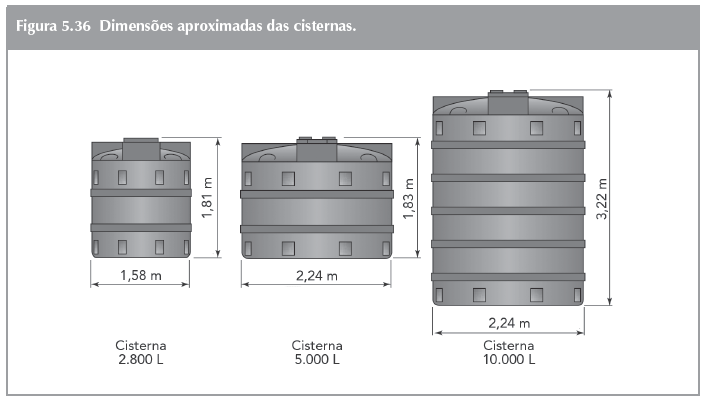 Figura 5.36 Dimensões aproximadas das cisternas.
1,81 m
1,58 m
1,83 m
2,24 m
3,22 m
2,24 m
Cisterna
2.800 L
Cisterna
5.000 L
Cisterna
10.000 L